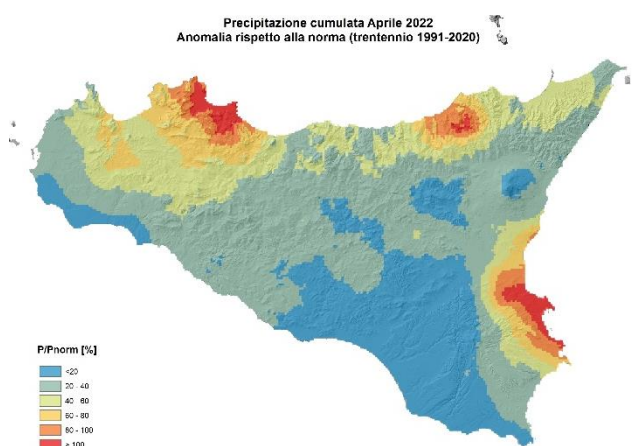 Precipitazione cumulata Aprile 2022
Anomalia rispetto alla norma (trentennio 1991-2020)
P/Pnorm [%]
<20
20 - 40
40 - 60
60 - 80
80 - 100
> 100